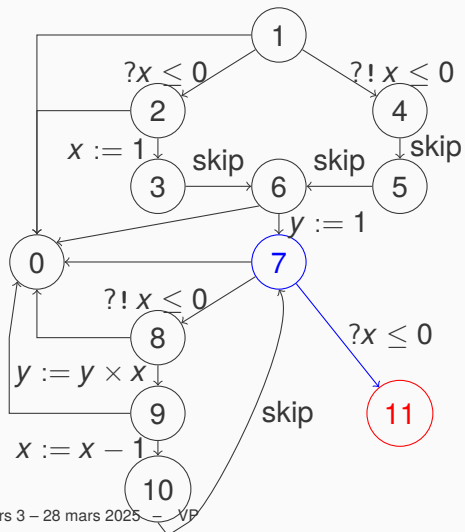 1
?x ≤ 0
?! x ≤ 0
2
4
x := 1
skip
skip
skip
3
6
5
y := 1
0
7
?! x ≤ 0
8
?x ≤ 0
y := y × x
9
skip
11
x := x − 1
10
rs 3 – 28 mars 2025 – VP